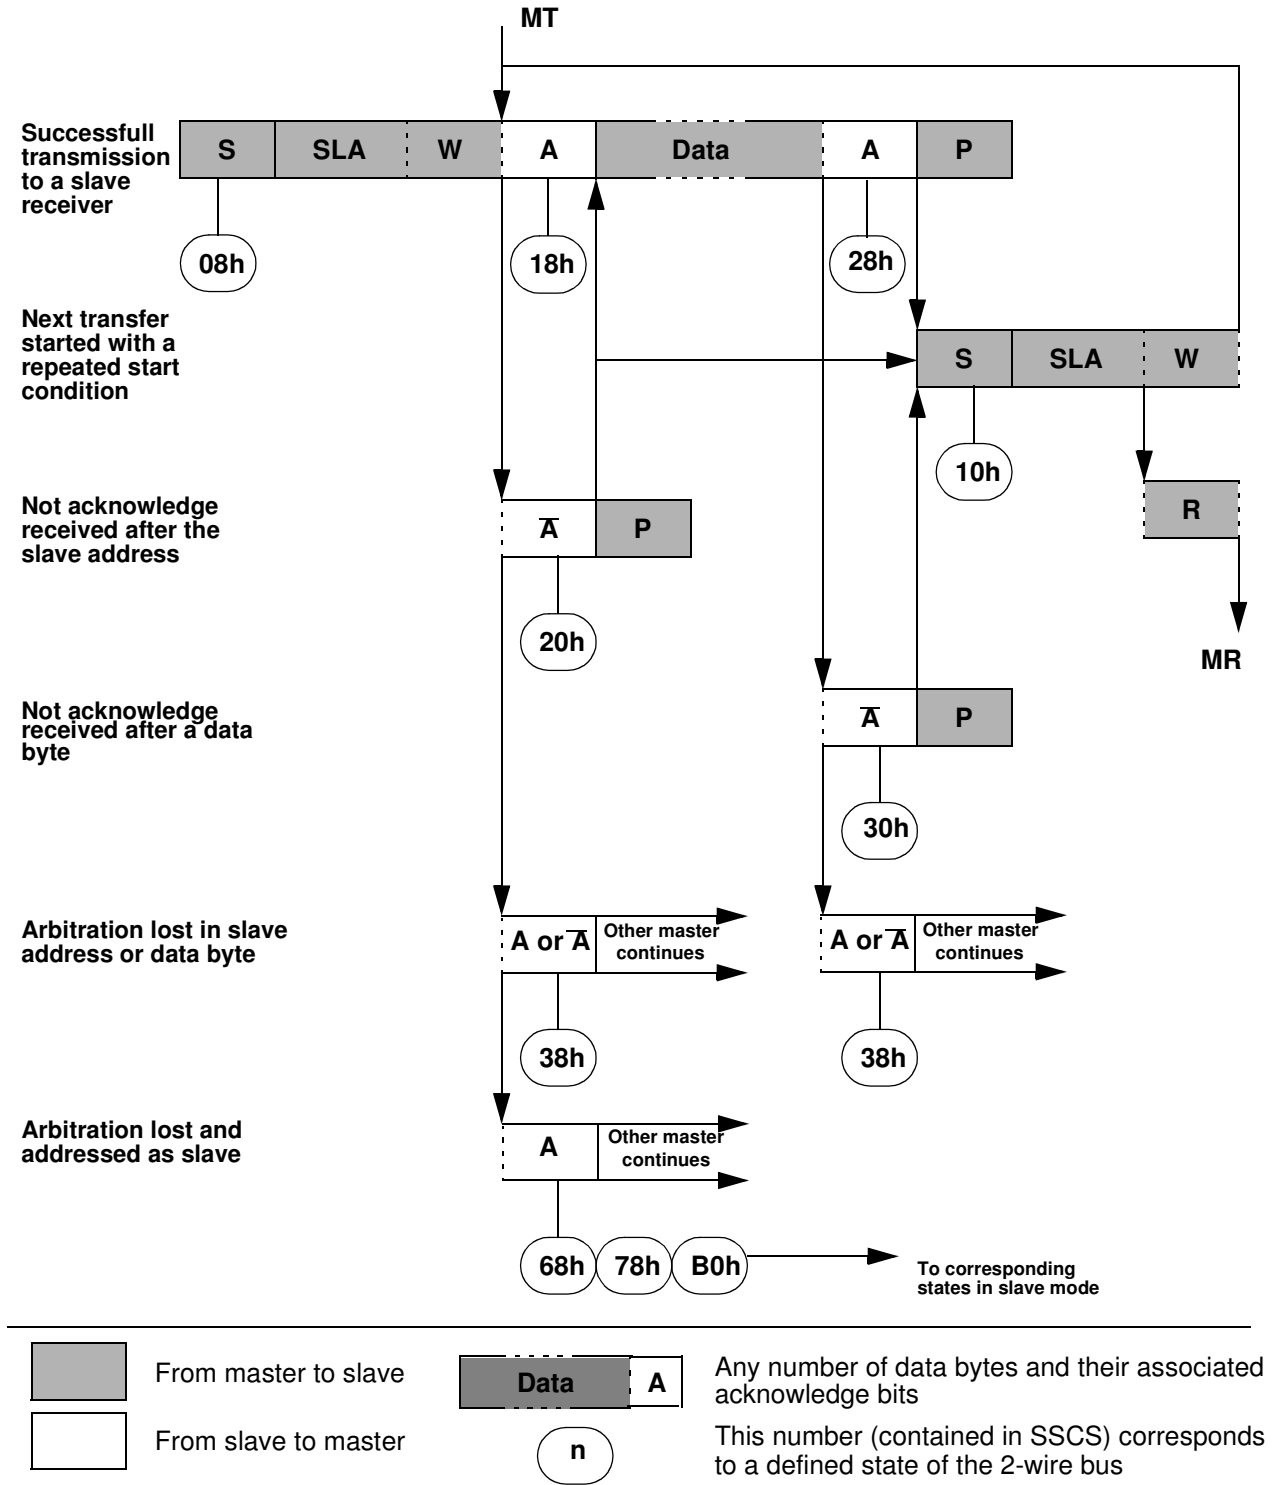 MT
Successfull
transmission
to a slave
receiver
S SLA W A Data A P
08h 18h 28h
Next transfer
started with a
repeated start
condition
S SLA W
10h
Not acknowledge
received after the
slave address
A̅ P
R
20h
MR
Not acknowledge
received after a data
byte
A̅ P
30h
Arbitration lost in slave
address or data byte
A or A̅ Other master
continues
A or A̅ Other master
continues
38h 38h
Arbitration lost and
addressed as slave
A Other master
continues
68h 78h B0h
To corresponding
states in slave mode
From master to slave
Data A
Any number of data bytes and their associated
acknowledge bits
From slave to master
n
This number (contained in SSCS) corresponds
to a defined state of the 2-wire bus